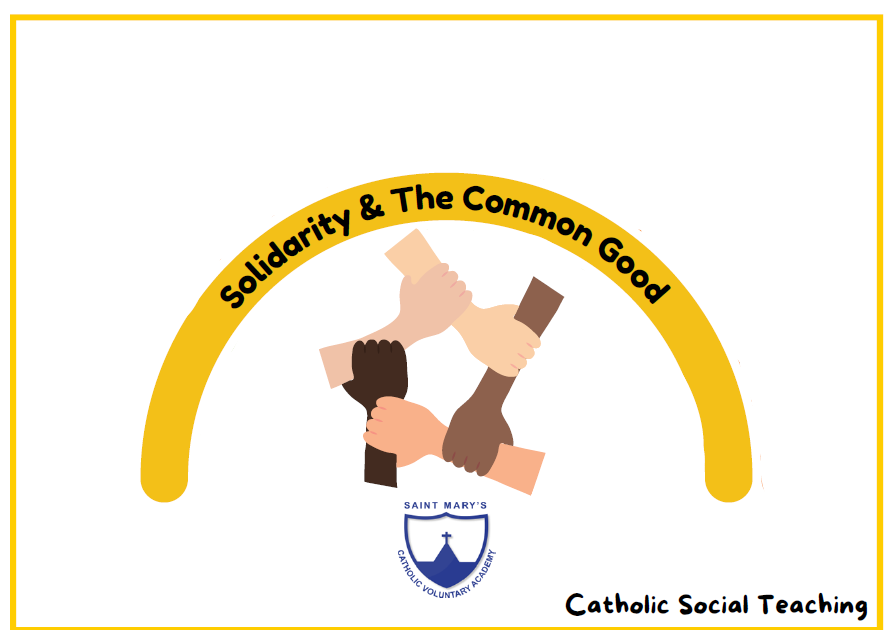 Solidarity & The Common Good
SAINT MARY'S
CATHOLIC VOLUNTARY ACADEMY
Catholic Social Teaching